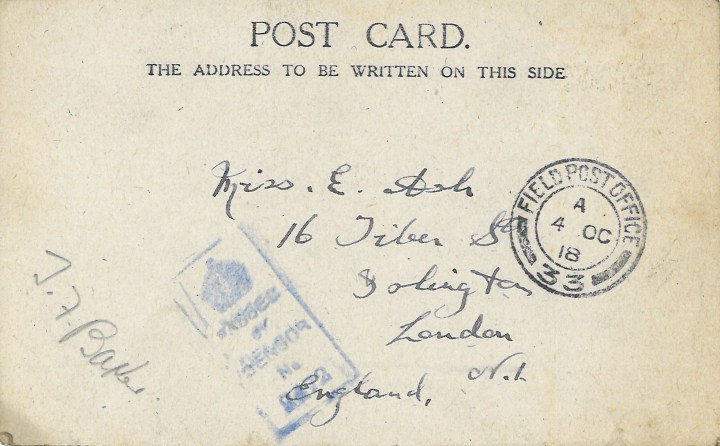 POST CARD.
THE ADDRESS TO BE WRITTEN ON THIS SIDE
Miss. E. Ash
16 Tiber St
Islington
London
N.1
England,
FIELD POST OFFICE
A
4 OC
18
33
PASSED
BY
CENSOR
No
T. F. Baker